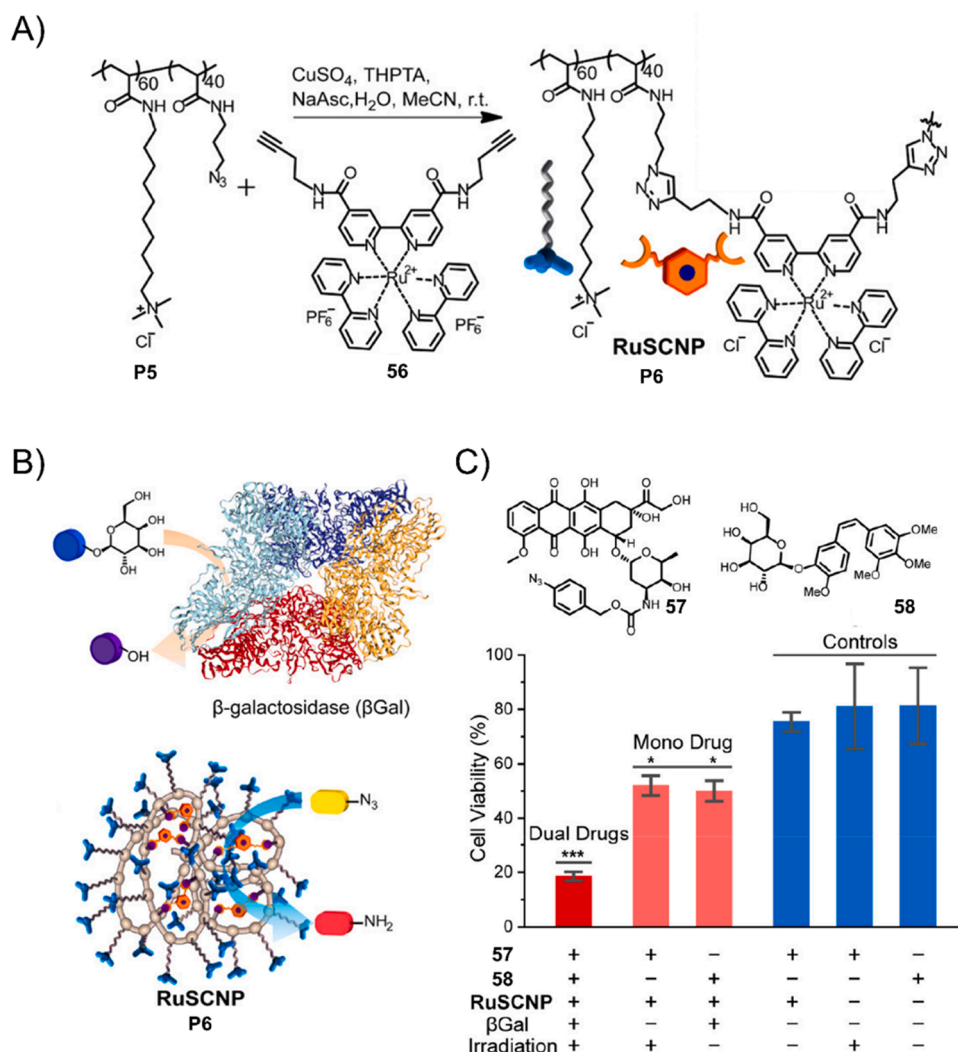 A)
60
40
O
NH
O
NH
N₃
N⁺
Cl⁻
P5
+
CuSO₄, THPTA,
NaAsc,H₂O, MeCN, r.t.
O
N
H
O
N
H
N
N
Ru²⁺
N
N
N
N
PF₆⁻
PF₆⁻
56
60
40
O
NH
O
NH
N⁺
Cl⁻
N
N
N
N
N
N
O
NH
O
N
H
N
N
Ru²⁺
N
N
N
N
Cl⁻
Cl⁻
RuSCNP
P6
B)
OH
OH
O
O
OH
OH
OH
β-galactosidase (βGal)
N₃
NH₂
RuSCNP
P6
C)
O
OH
O
OH
OH
O
O
OH
H
O
O
OH
N₃
O
NH
O
57
OH
OH
HO
O
HO
O
OH
MeO
OMe
OMe
MeO
58
Cell Viability (%)
100
80
60
40
20
0
Dual Drugs
***
Mono Drug
*
*
Controls
57 + + − + + −
58 + − + − − +
RuSCNP + + + + − −
βGal + − + − − −
Irradiation + + − − + −